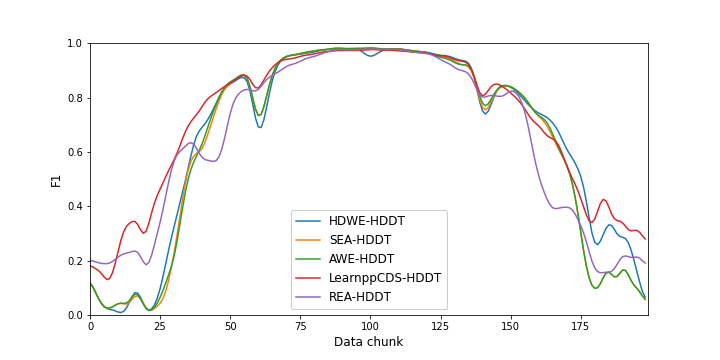 1.0
0.8
0.6
0.4
0.2
0.0
F1
HDWE-HDDT
SEA-HDDT
AWE-HDDT
LearnppCDS-HDDT
REA-HDDT
0 25 50 75 100 125 150 175
Data chunk